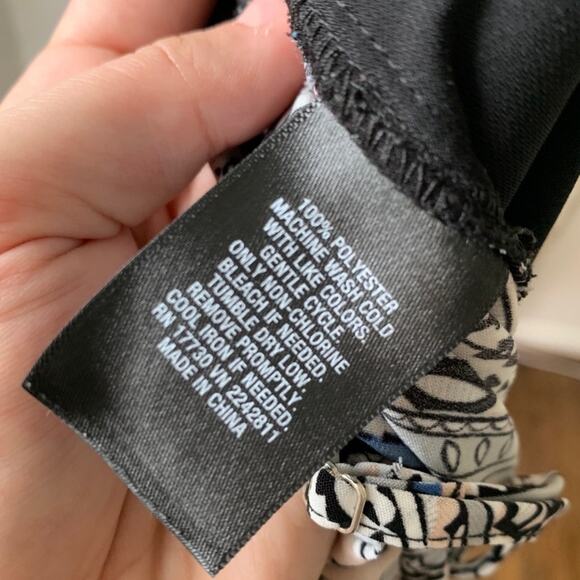 100% POLYESTER
MACHINE WASH COLD
WITH LIKE COLORS.
GENTLE CYCLE.
ONLY NON CHLORINE
BLEACH IF NEEDED.
TUMBLE DRY LOW.
REMOVE PROMPTLY.
COOL IRON IF NEEDED.
RN 17730 VN 2242811
MADE IN CHINA